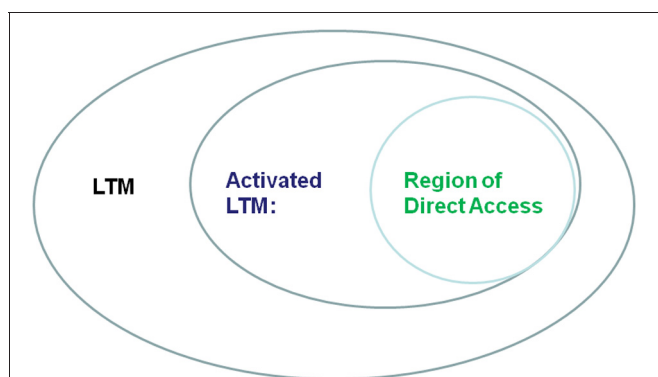 LTM
Activated
LTM:
Region of
Direct Access